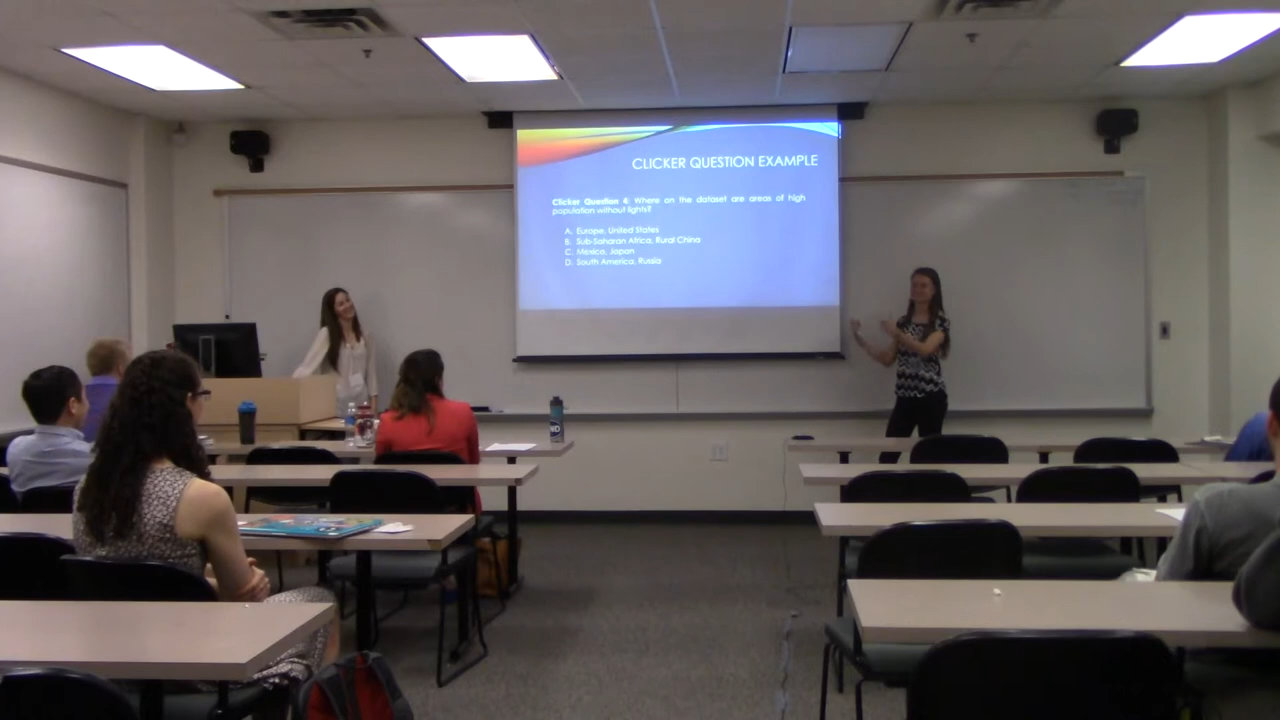 CLICKER QUESTION EXAMPLE
Clicker Question 4: Where on the dataset are areas of high
population without lights?
A. Europe, United States
B. Sub-Saharan Africa, Rural China
C. Mexico, Japan
D. South America, Russia